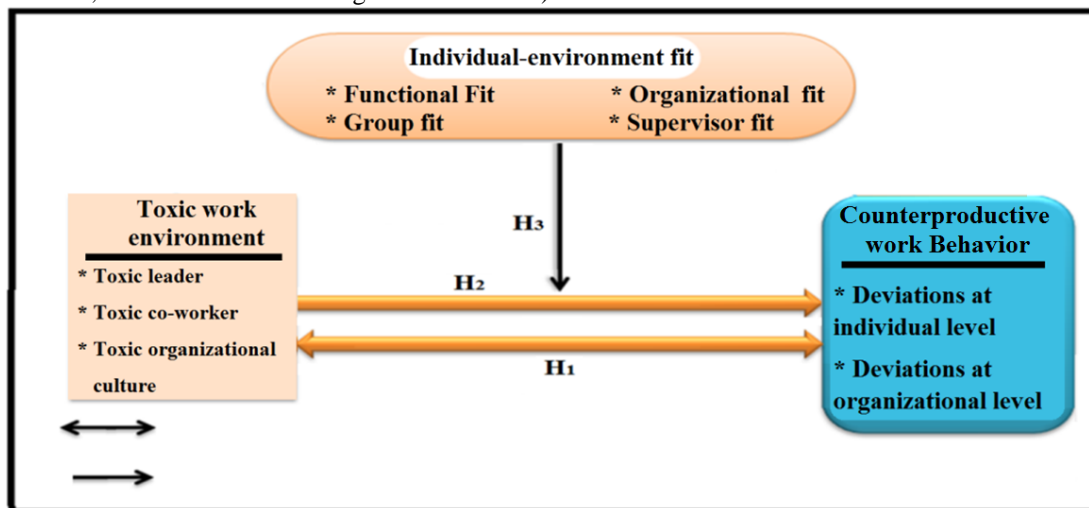 Individual-environment fit
* Functional Fit
* Organizational fit
* Group fit
* Supervisor fit
H3
Toxic work
environment
* Toxic leader
* Toxic co-worker
* Toxic organizational
culture
H2
H1
Counterproductive
work Behavior
* Deviations at
individual level
* Deviations at
organizational level